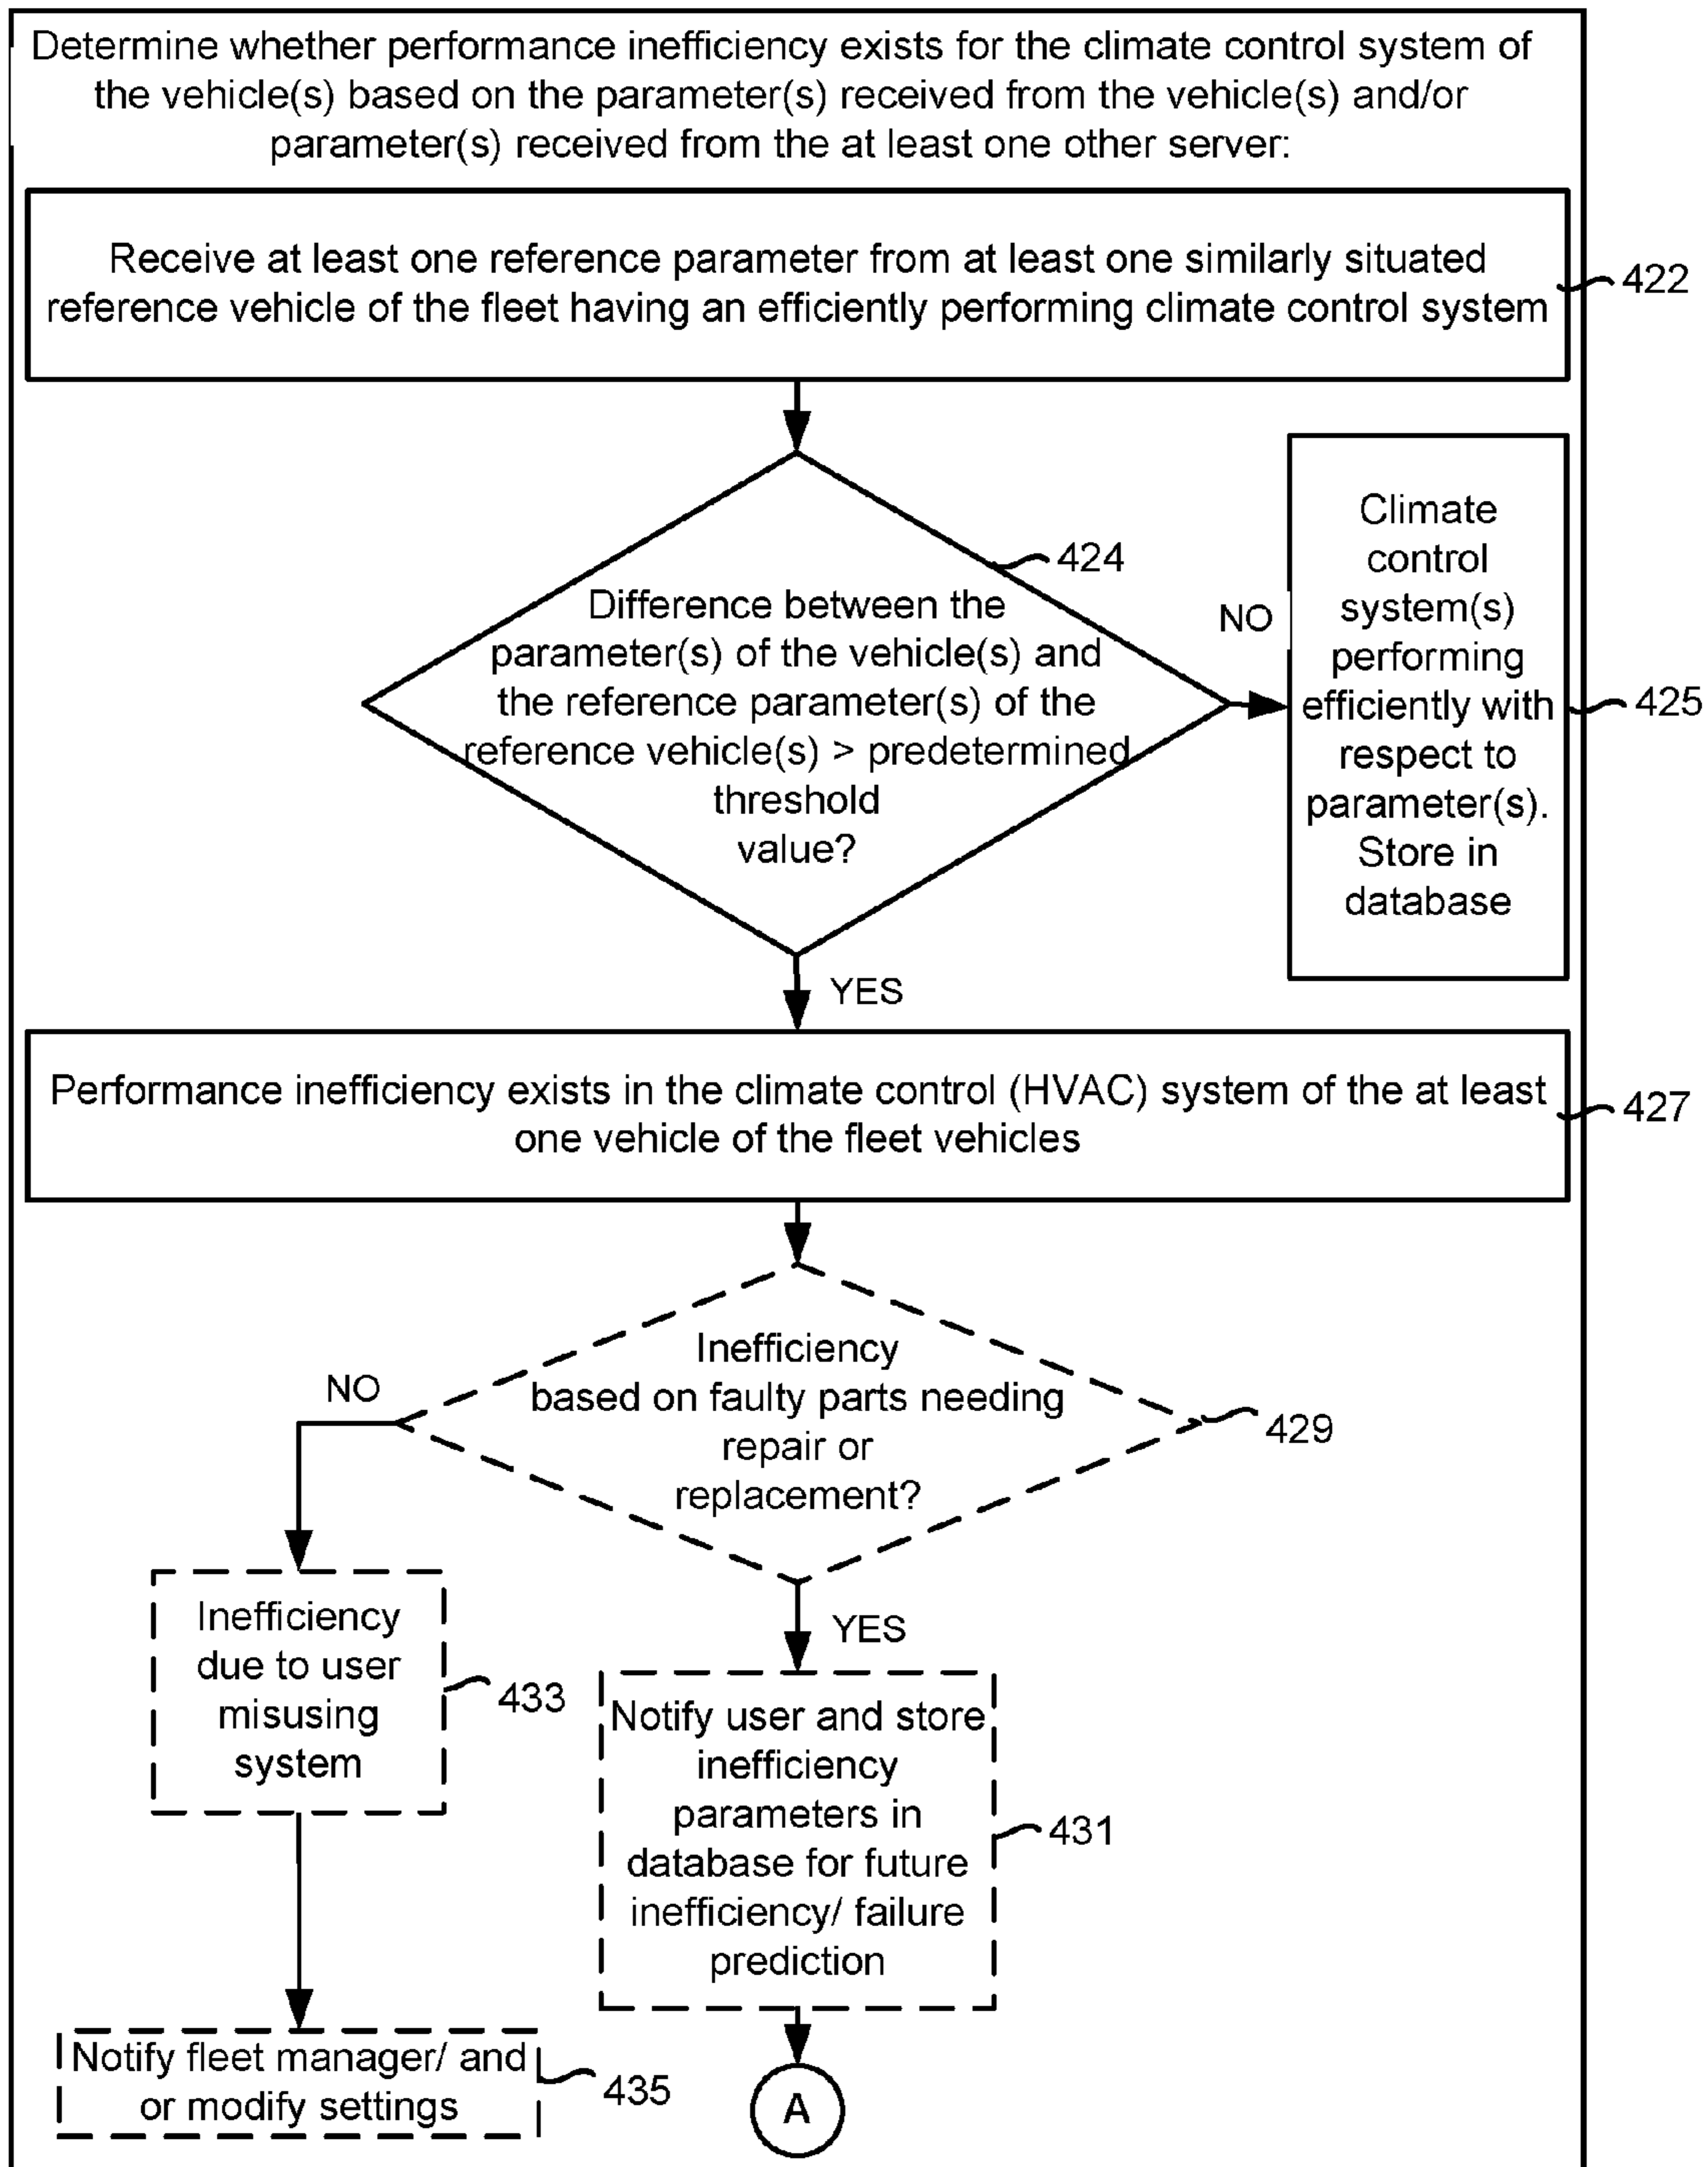 Determine whether performance inefficiency exists for the climate control system of
the vehicle(s) based on the parameter(s) received from the vehicle(s) and/or
parameter(s) received from the at least one other server:
Receive at least one reference parameter from at least one similarly situated
reference vehicle of the fleet having an efficiently performing climate control system
422
424
Difference between the
parameter(s) of the vehicle(s) and
the reference parameter(s) of the
reference vehicle(s) > predetermined
threshold
value?
NO
Climate
control
system(s)
performing
efficiently with
respect to
parameter(s).
Store in
database
425
YES
Performance inefficiency exists in the climate control (HVAC) system of the at least
one vehicle of the fleet vehicles
427
Inefficiency
based on faulty parts needing
repair or
replacement?
429
NO
YES
Inefficiency
due to user
misusing
system
433
Notify user and store
inefficiency
parameters in
database for future
inefficiency/ failure
prediction
431
Notify fleet manager/ and
or modify settings
435
A